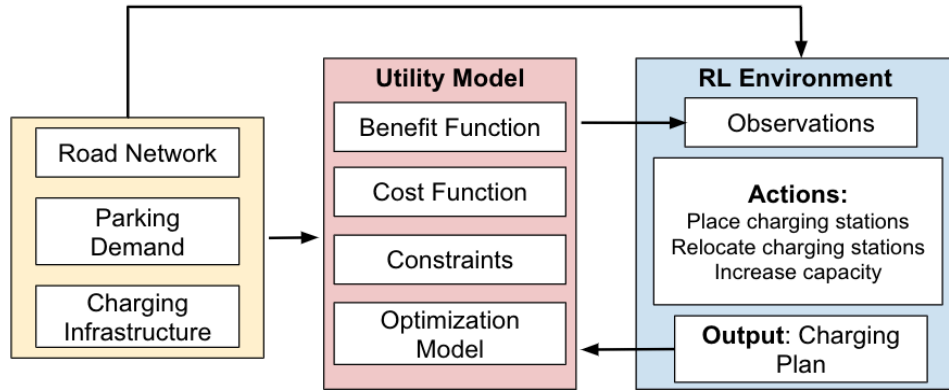 Road Network
Parking
Demand
Charging
Infrastructure
Utility Model
Benefit Function
Cost Function
Constraints
Optimization
Model
RL Environment
Observations
Actions:
Place charging stations
Relocate charging stations
Increase capacity
Output: Charging
Plan